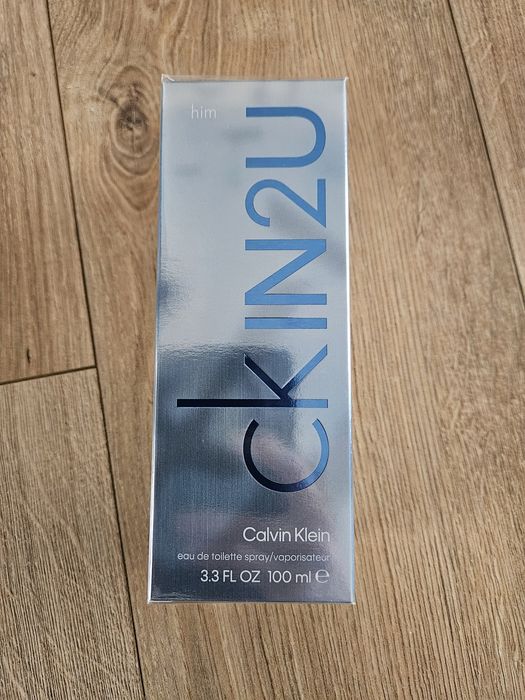 him
ckIN2U
Calvin Klein
eau de toilette spray/vaporisateur
3.3 FL OZ 100 ml ℮